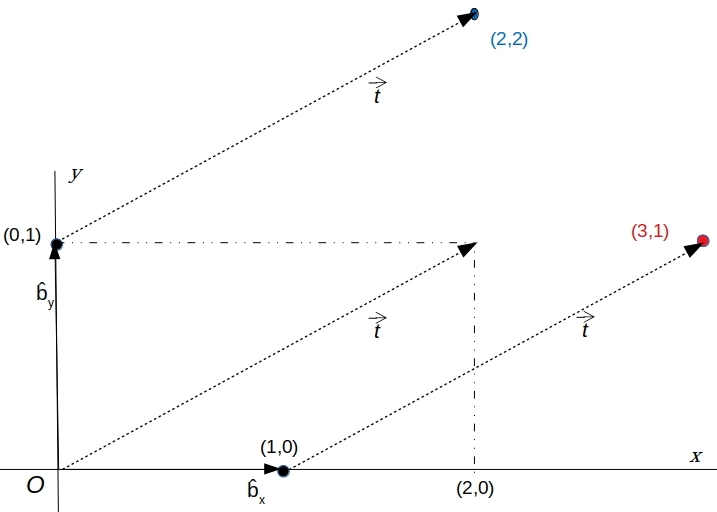 (2,2)
t
y
(0,1)
(3,1)
b̂y
t
t
(1,0)
x
O
b̂x
(2,0)